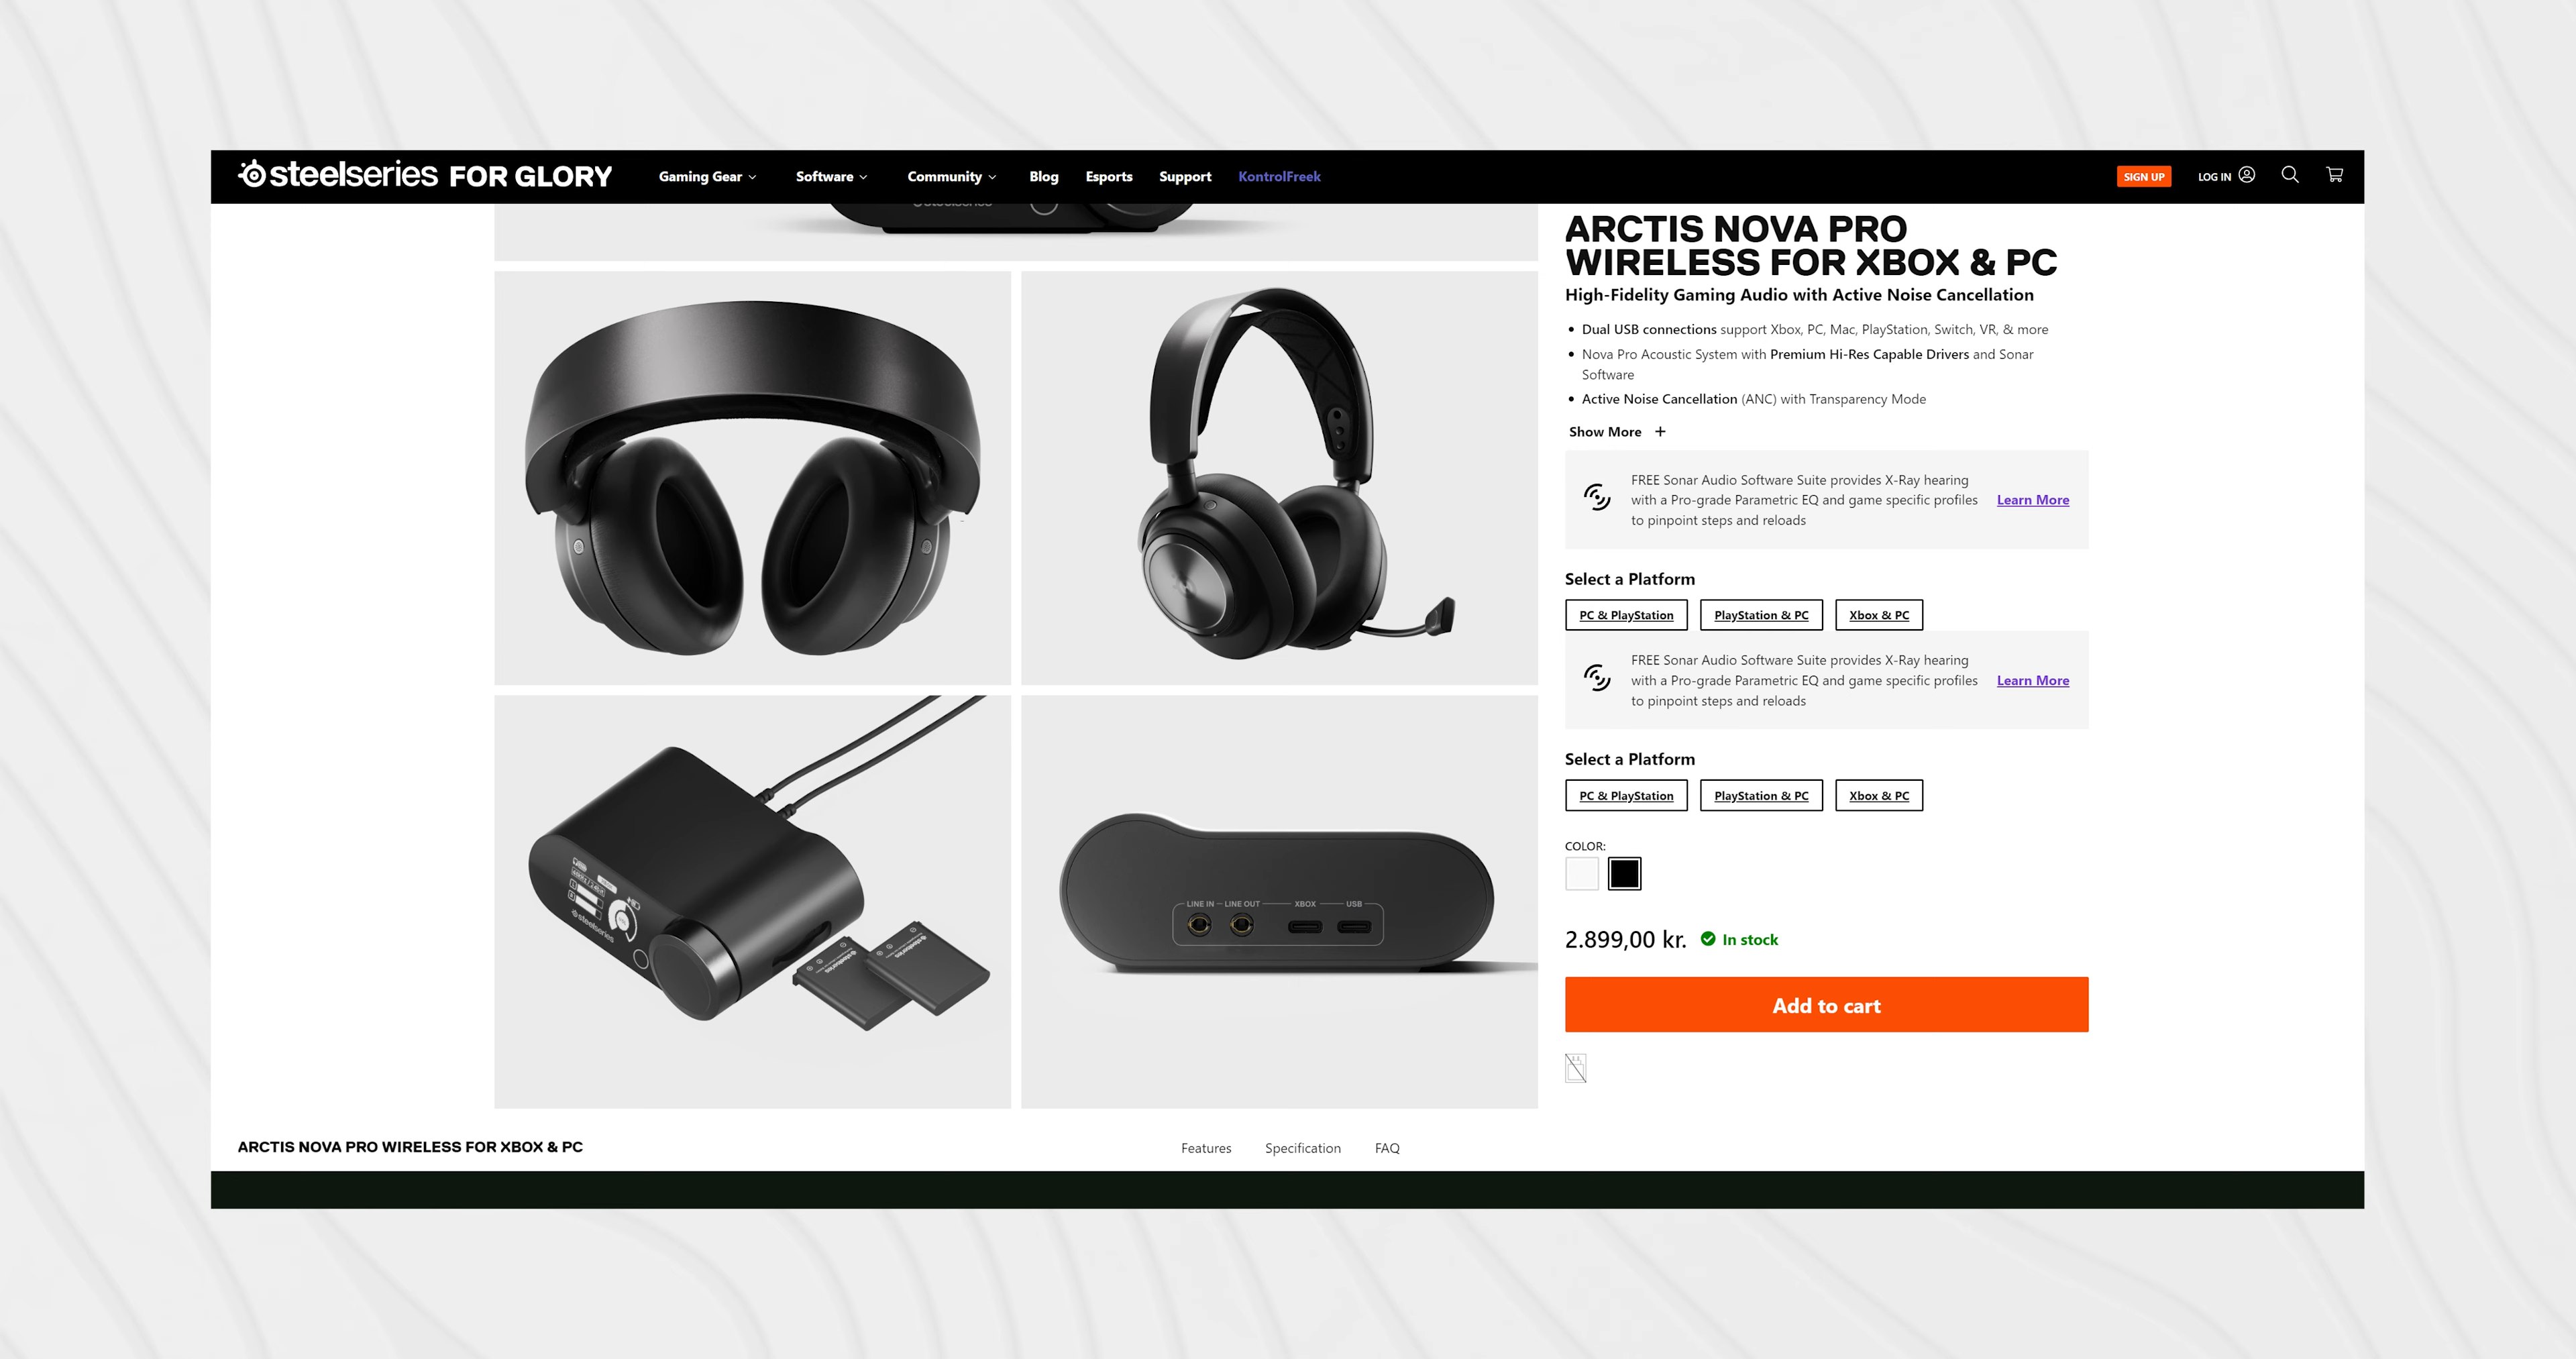 steelseries FOR GLORY
Gaming Gear
Software
Community
Blog
Esports
Support
KontrolFreek
SIGN UP
LOG IN
ARCTIS NOVA PRO
WIRELESS FOR XBOX & PC
High-Fidelity Gaming Audio with Active Noise Cancellation
• Dual USB connections support Xbox, PC, Mac, PlayStation, Switch, VR, & more
• Nova Pro Acoustic System with Premium Hi-Res Capable Drivers and Sonar
Software
• Active Noise Cancellation (ANC) with Transparency Mode
Show More +
FREE Sonar Audio Software Suite provides X-Ray hearing
with a Pro-grade Parametric EQ and game specific profiles
to pinpoint steps and reloads
Learn More
Select a Platform
PC & PlayStation
PlayStation & PC
Xbox & PC
FREE Sonar Audio Software Suite provides X-Ray hearing
with a Pro-grade Parametric EQ and game specific profiles
to pinpoint steps and reloads
Learn More
Select a Platform
PC & PlayStation
PlayStation & PC
Xbox & PC
COLOR:
2.899,00 kr.
In stock
Add to cart
steelseries
LINE IN
LINE OUT
XBOX
USB
ARCTIS NOVA PRO WIRELESS FOR XBOX & PC
Features
Specification
FAQ